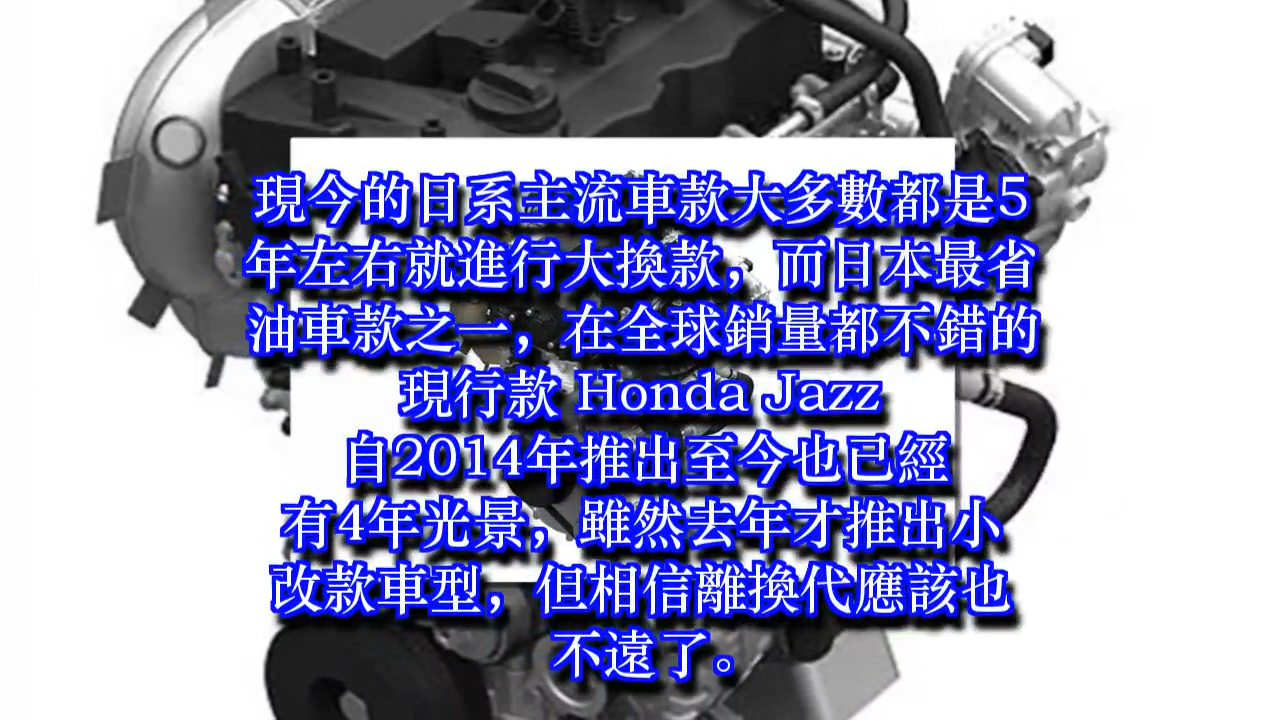 現今的日系主流車款大多數都是5
年左右就進行大換款，而日本最省
油車款之一，在全球銷量都不錯的
現行款 Honda Jazz
自2014年推出至今也已經
有4年光景，雖然去年才推出小
改款車型，但相信離換代應該也
不遠了。